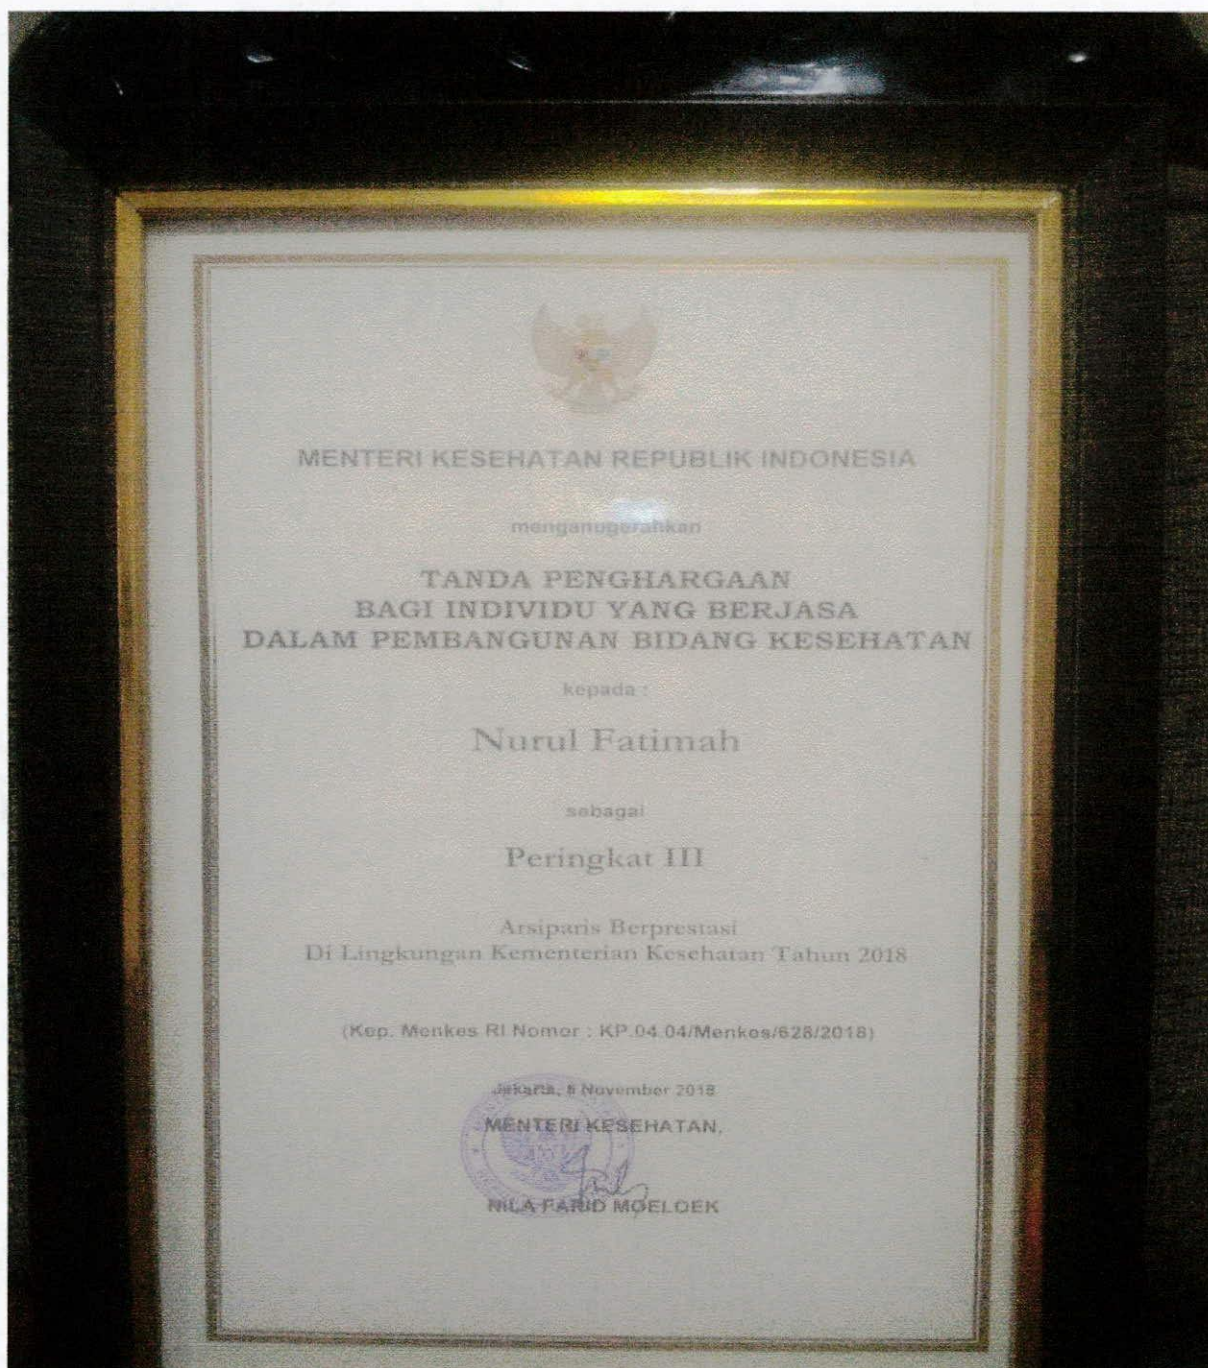 MENTERI KESEHATAN REPUBLIK INDONESIA
menganugerahkan
TANDA PENGHARGAAN
BAGI INDIVIDU YANG BERJASA
DALAM PEMBANGUNAN BIDANG KESEHATAN
kepada :
Nurul Fatimah
sebagai
Peringkat III
Arsiparis Berprestasi
Di Lingkungan Kementerian Kesehatan Tahun 2018
(Kep. Menkes RI Nomor : KP.04.04/Menkes/628/2018)
Jakarta, November 2018
MENTERI KESEHATAN,
NILA FARID MOELOEK